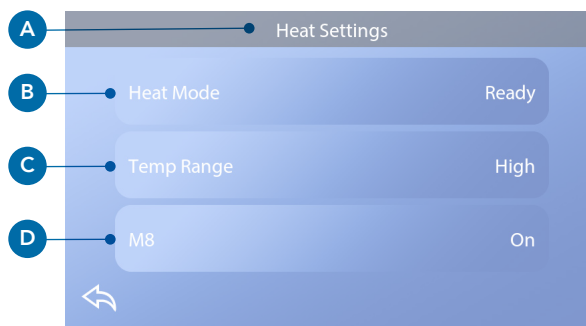 A Heat Settings
B Heat Mode Ready
C Temp Range High
D M8 On